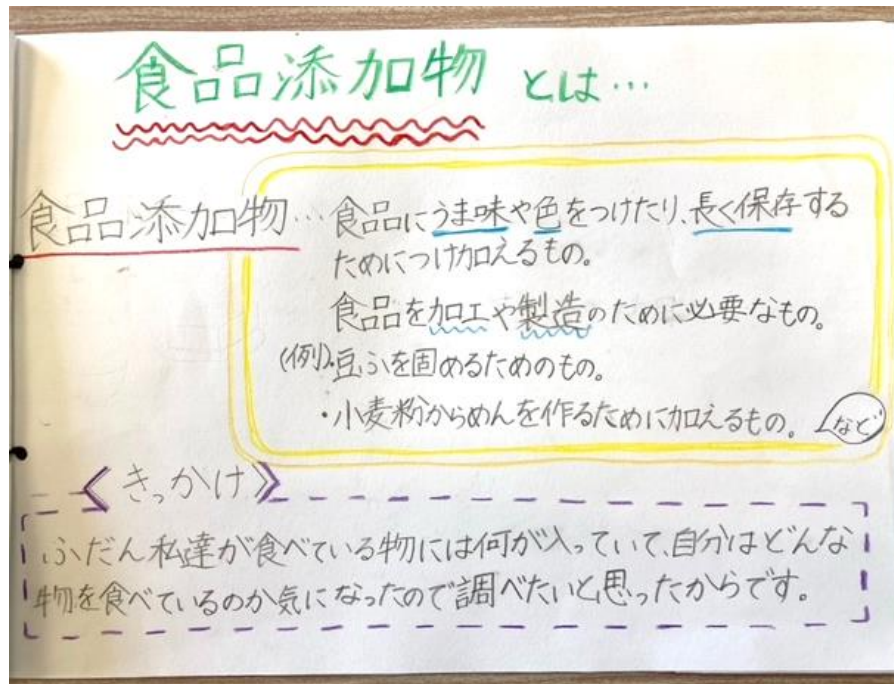 食品添加物 とは…
食品添加物…食品にうま味や色をつけたり、長く保存する
ためにつけ加えるもの。
食品を加工や製造のために必要なもの。
(例)・豆ふを固めるためのもの。
・小麦粉からめんを作るために加えるもの。 など
《きっかけ》
ふだん私達が食べている物には何が入っていて、自分はどんな
物を食べているのか気になったので調べたいと思ったからです。